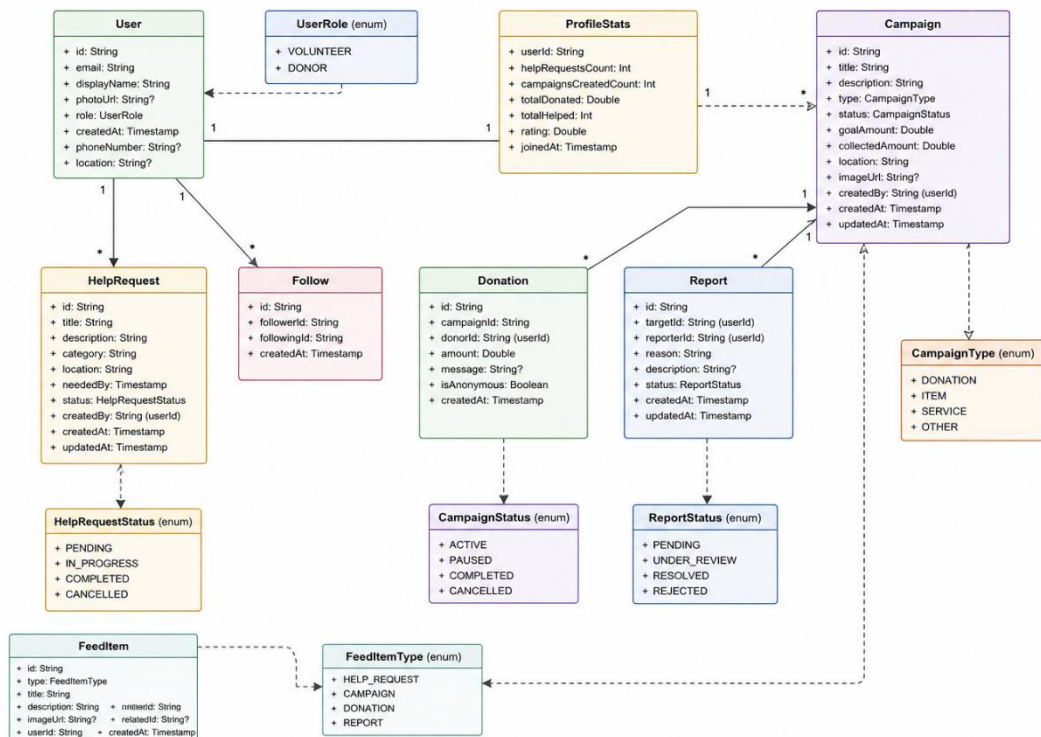 User
+ id: String
+ email: String
+ displayName: String
+ photoUrl: String?
+ role: UserRole
+ createdAt: Timestamp
+ phoneNumber: String?
+ location: String?
UserRole (enum)
+ VOLUNTEER
+ DONOR
ProfileStats
+ userId: String
+ helpRequestsCount: Int
+ campaignsCreatedCount: Int
+ totalDonated: Double
+ totalHelped: Int
+ rating: Double
+ joinedAt: Timestamp
Campaign
+ id: String
+ title: String
+ description: String
+ type: CampaignType
+ status: CampaignStatus
+ goalAmount: Double
+ collectedAmount: Double
+ location: String
+ imageUrl: String?
+ createdBy: String (userId)
+ createdAt: Timestamp
+ updatedAt: Timestamp
1
*
1
1
1
1
1
1
*
*
*
*
HelpRequest
+ id: String
+ title: String
+ description: String
+ category: String
+ location: String
+ neededBy: Timestamp
+ status: HelpRequestStatus
+ createdBy: String (userId)
+ createdAt: Timestamp
+ updatedAt: Timestamp
Follow
+ id: String
+ followerId: String
+ followingId: String
+ createdAt: Timestamp
Donation
+ id: String
+ campaignId: String
+ donorId: String (userId)
+ amount: Double
+ message: String?
+ isAnonymous: Boolean
+ createdAt: Timestamp
Report
+ id: String
+ targetId: String (userId)
+ reporterId: String (userId)
+ reason: String
+ description: String?
+ status: ReportStatus
+ createdAt: Timestamp
+ updatedAt: Timestamp
CampaignType (enum)
+ DONATION
+ ITEM
+ SERVICE
+ OTHER
HelpRequestStatus (enum)
+ PENDING
+ IN_PROGRESS
+ COMPLETED
+ CANCELLED
CampaignStatus (enum)
+ ACTIVE
+ PAUSED
+ COMPLETED
+ CANCELLED
ReportStatus (enum)
+ PENDING
+ UNDER_REVIEW
+ RESOLVED
+ REJECTED
FeedItem
+ id: String
+ type: FeedItemType
+ title: String
+ description: String + : String
+ imageUrl: String? + relatedId: String?
+ userId: String + createdAt: Timestamp
FeedItemType (enum)
+ HELP_REQUEST
+ CAMPAIGN
+ DONATION
+ REPORT